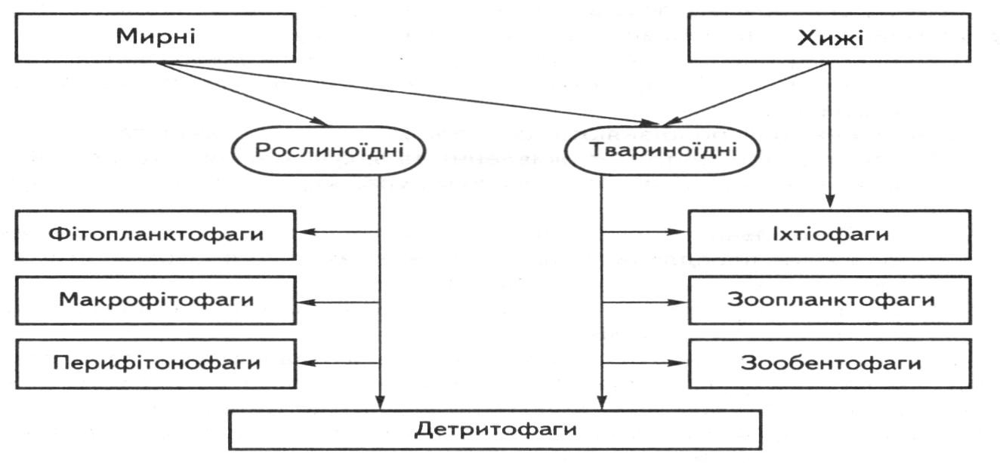 Мирні
Хижі
Рослиноїдні
Твариноїдні
Фітопланктофаги
Іхтіофаги
Макрофітофаги
Зоопланктофаги
Перифітонофаги
Зообентофаги
Детритофаги